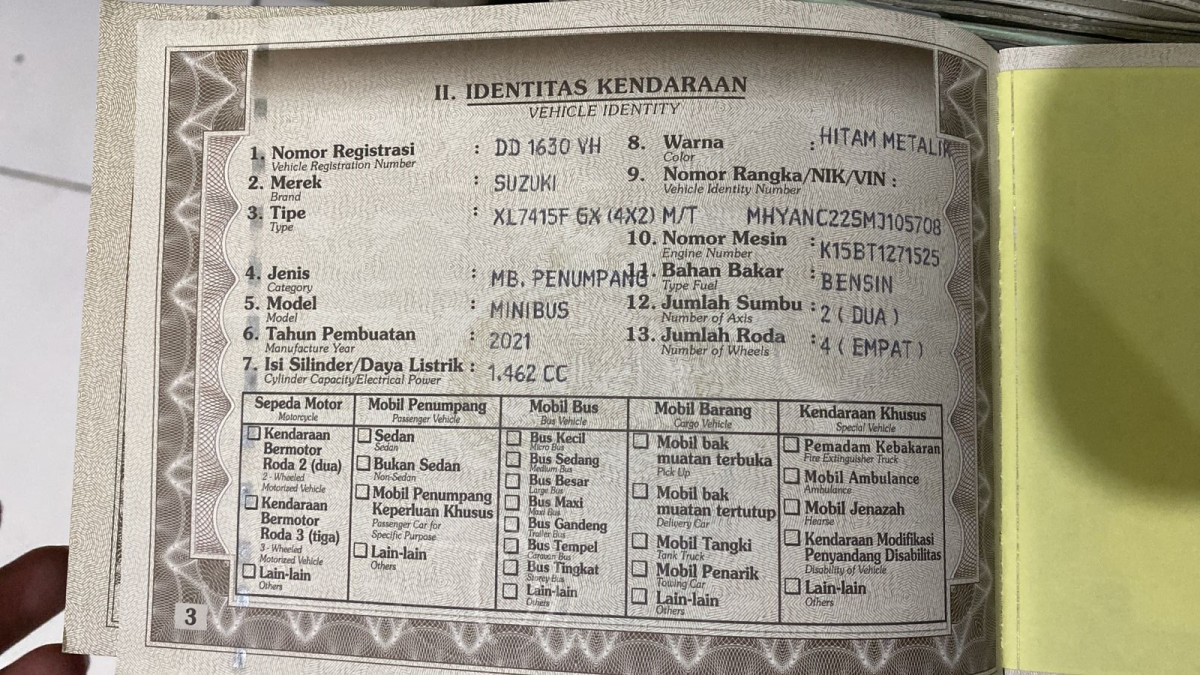 II. IDENTITAS KENDARAAN
VEHICLE IDENTITY
1. Nomor Registrasi : DD 1630 VH
Vehicle Registration Number
2. Merek : SUZUKI
Brand
3. Tipe : XL7415F GX (4X2) M/T
Type
4. Jenis : MB. PENUMPANG
Category
5. Model : MINIBUS
Model
6. Tahun Pembuatan : 2021
Manufacture Year
7. Isi Silinder/Daya Listrik : 1.462 CC
Cylinder Capacity/Electrical Power
8. Warna : HITAM METALIK
Color
9. Nomor Rangka/NIK/VIN :
Vehicle Identity Number
MHYANC22SMJ105708
10. Nomor Mesin : K15BT1271525
Engine Number
11. Bahan Bakar : BENSIN
Type Fuel
12. Jumlah Sumbu : 2 ( DUA )
Number of Axis
13. Jumlah Roda : 4 ( EMPAT )
Number of Wheels
Sepeda Motor
Motorcycle
Kendaraan
Bermotor
Roda 2 (dua)
2 - Wheeled
Motorized Vehicle
Kendaraan
Bermotor
Roda 3 (tiga)
3 - Wheeled
Motorized Vehicle
Lain-lain
Others
Mobil Penumpang
Passenger Vehicle
Sedan
Sedan
Bukan Sedan
Non-Sedan
Mobil Penumpang
Keperluan Khusus
Passenger Car for
Specific Purpose
Lain-lain
Others
Mobil Bus
Bus Vehicle
Bus Kecil
Micro Bus
Bus Sedang
Medium Bus
Bus Besar
Large Bus
Bus Maxi
Maxi Bus
Bus Gandeng
Trailer Bus
Bus Tempel
Caravan Bus
Bus Tingkat
Storey Bus
Lain-lain
Others
Mobil Barang
Cargo Vehicle
Mobil bak
muatan terbuka
Pick Up
Mobil bak
muatan tertutup
Delivery Car
Mobil Tangki
Tank Truck
Mobil Penarik
Towing Car
Lain-lain
Others
Kendaraan Khusus
Special Vehicle
Pemadam Kebakaran
Fire Extinguisher Truck
Mobil Ambulance
Ambulance
Mobil Jenazah
Hearse
Kendaraan Modifikasi
Penyandang Disabilitas
Disability of Vehicle
Lain-lain
Others
3